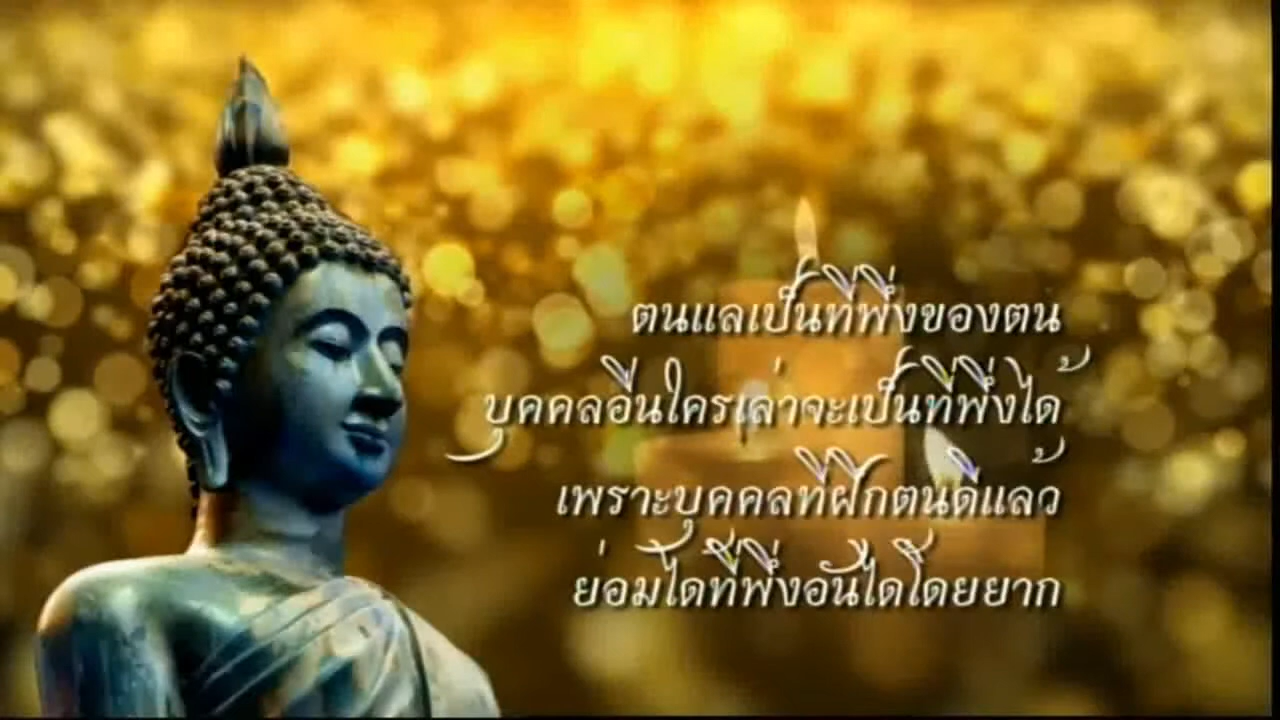 ตนแลเป็นที่พึ่งของตน
บุคคลอื่นใครเล่าจะเป็นที่พึ่งได้
เพราะบุคคลที่ฝึกตนดีแล้ว
ย่อมได้ที่พึ่งอันได้โดยยาก